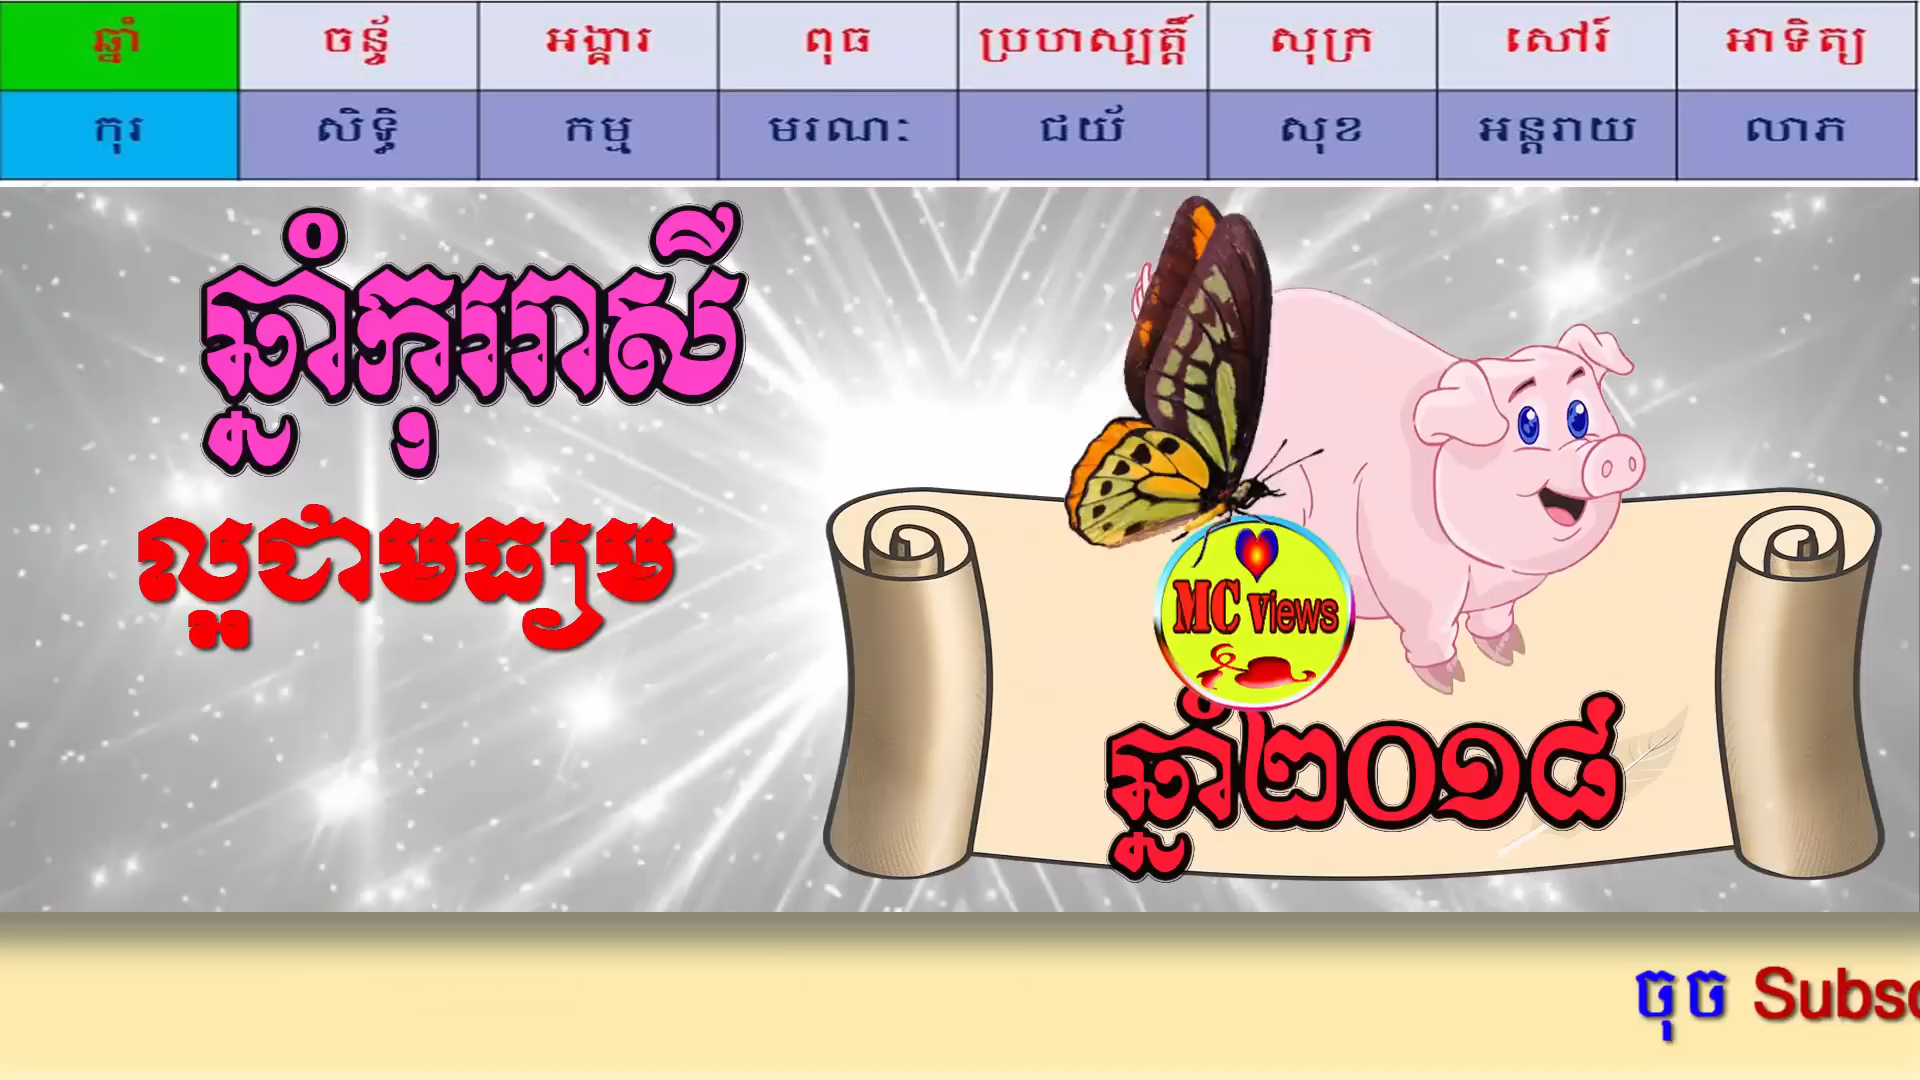 ឆ្នាំ ចន្ទ័ អង្គារ ពុធ ប្រហស្បត្តិ៍ សុក្រ សៅរ៍ អាទិត្យ
កុរ សិទ្ធិ កម្ម មរណៈ ជយ័ សុខ អន្តរាយ លាភ
ឆ្នាំកុររាសី
ល្អជាមធ្យម
MC Views
ឆ្នាំ២០១៨
ចុច Subsc